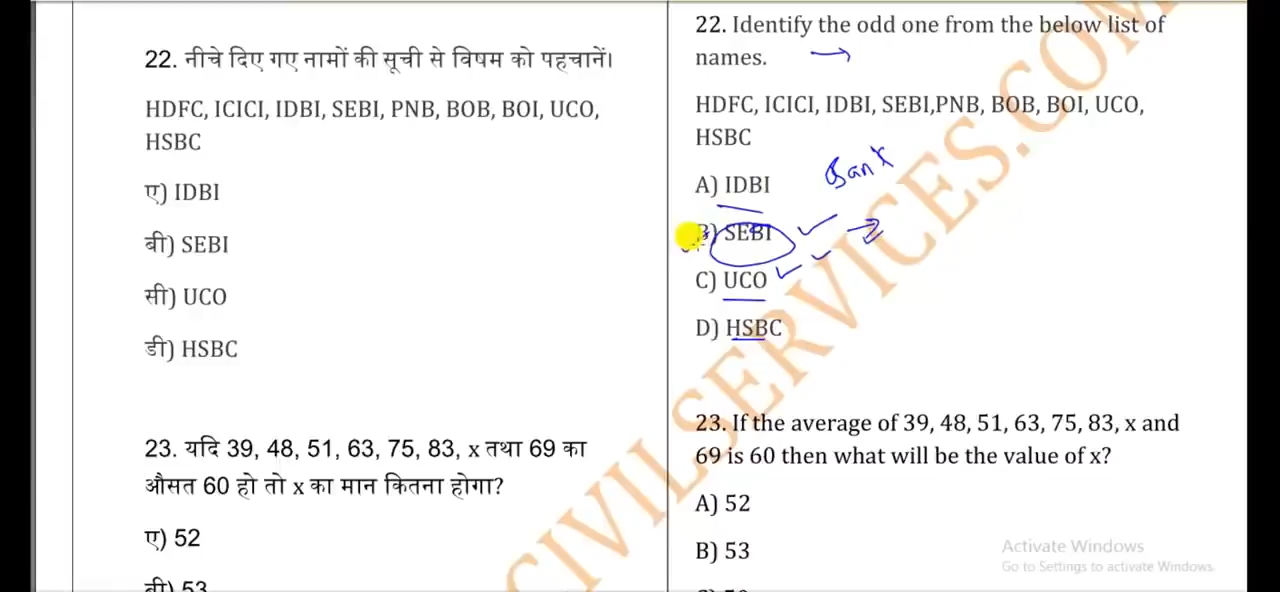 22. नीचे दिए गए नामों की सूची से विषम को पहचानें।
HDFC, ICICI, IDBI, SEBI, PNB, BOB, BOI, UCO,
HSBC
ए) IDBI
बी) SEBI
सी) UCO
डी) HSBC
23. यदि 39, 48, 51, 63, 75, 83, x तथा 69 का
औसत 60 हो तो x का मान कितना होगा?
ए) 52
बी) 53
22. Identify the odd one from the below list of
names.
HDFC, ICICI, IDBI, SEBI,PNB, BOB, BOI, UCO,
HSBC
Bank
A) IDBI
B) SEBI
C) UCO
D) HSBC
23. If the average of 39, 48, 51, 63, 75, 83, x and
69 is 60 then what will be the value of x?
A) 52
B) 53
CIVILSERVICES.COM
Activate Windows
Go to Settings to activate Windows.